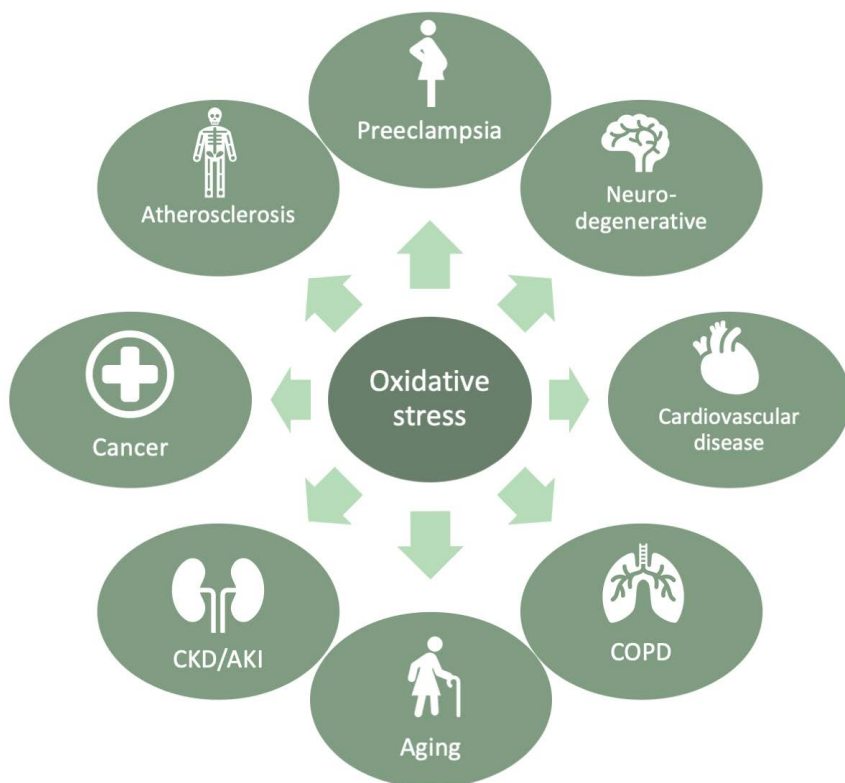 Preeclampsia
Neuro-
degenerative
Cardiovascular
disease
COPD
Aging
CKD/AKI
Cancer
Atherosclerosis
Oxidative
stress